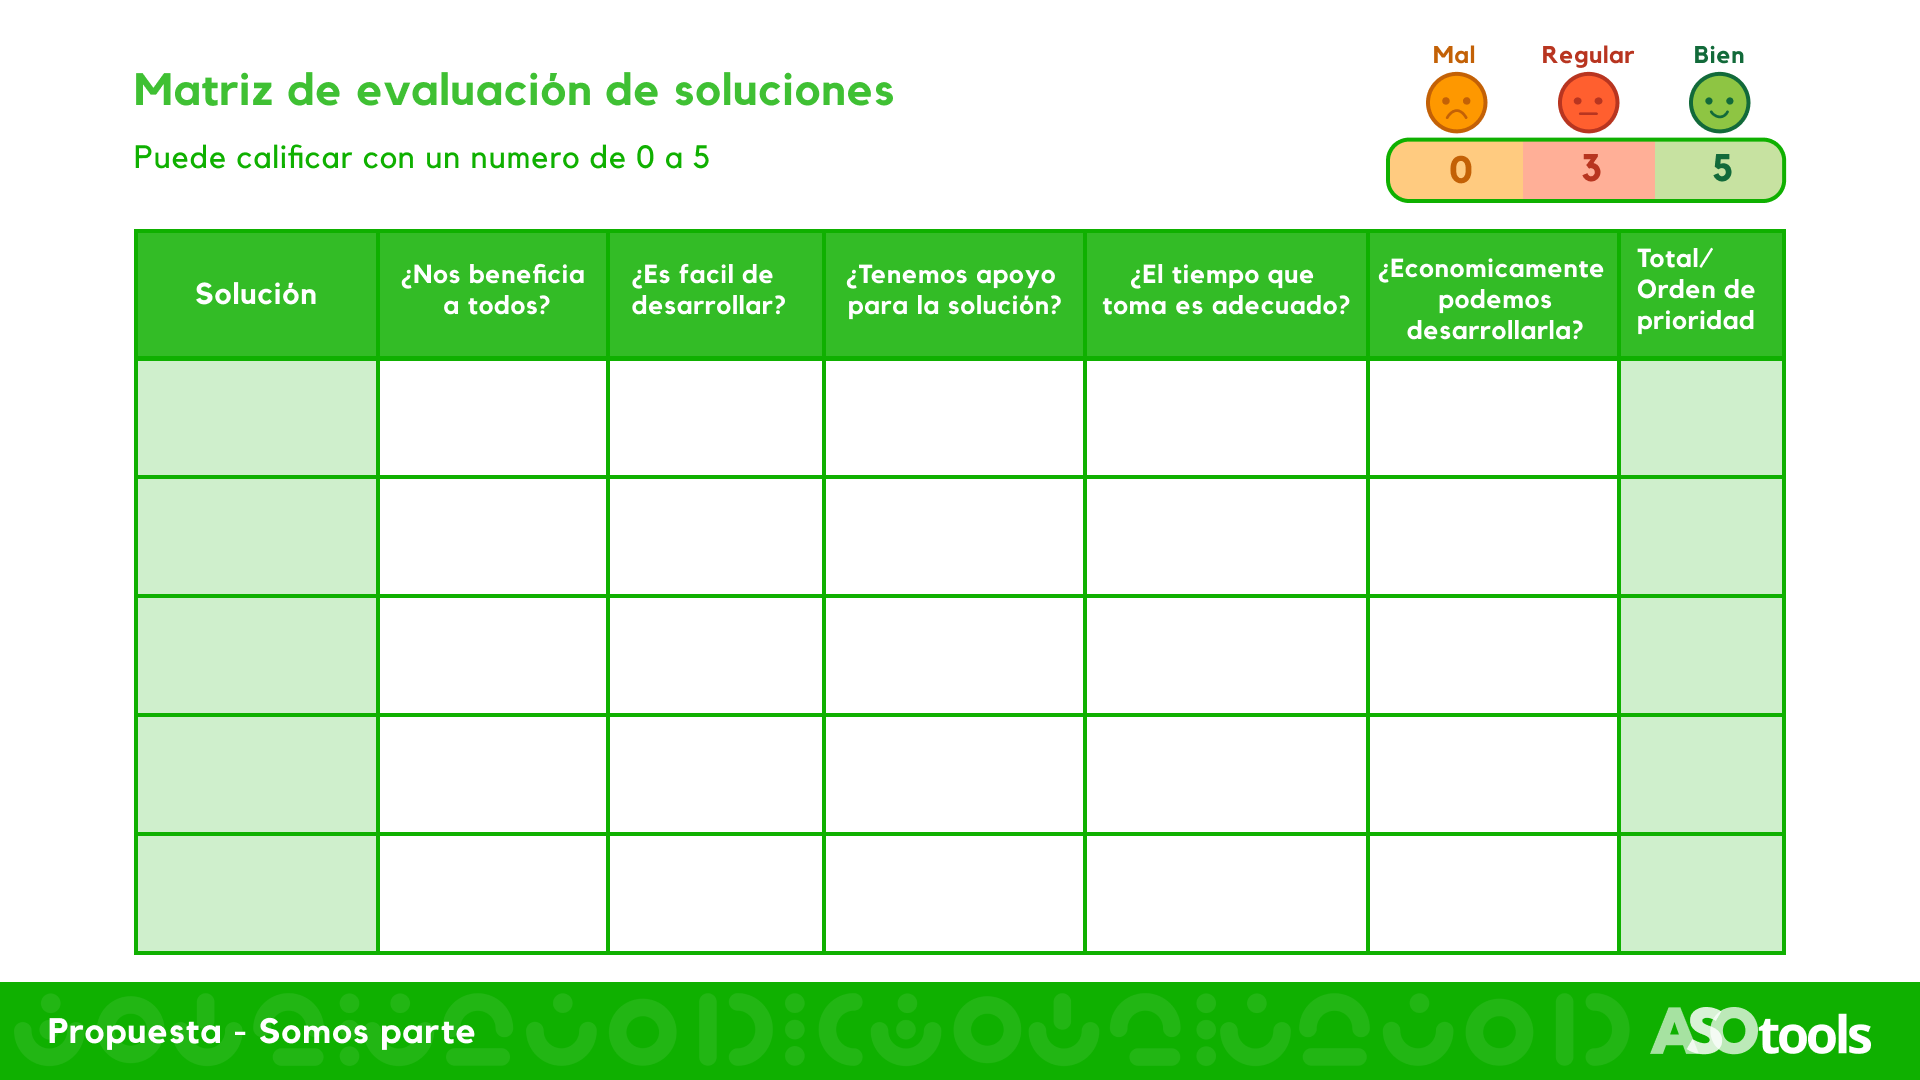 Matriz de evaluación de soluciones
Puede calificar con un numero de 0 a 5
Mal Regular Bien
0 3 5
Solución
¿Nos beneficia
a todos?
¿Es facil de
desarrollar?
¿Tenemos apoyo
para la solución?
¿El tiempo que
toma es adecuado?
¿Economicamente
podemos
desarrollarla?
Total/
Orden de
prioridad
Propuesta - Somos parte
ASOtools